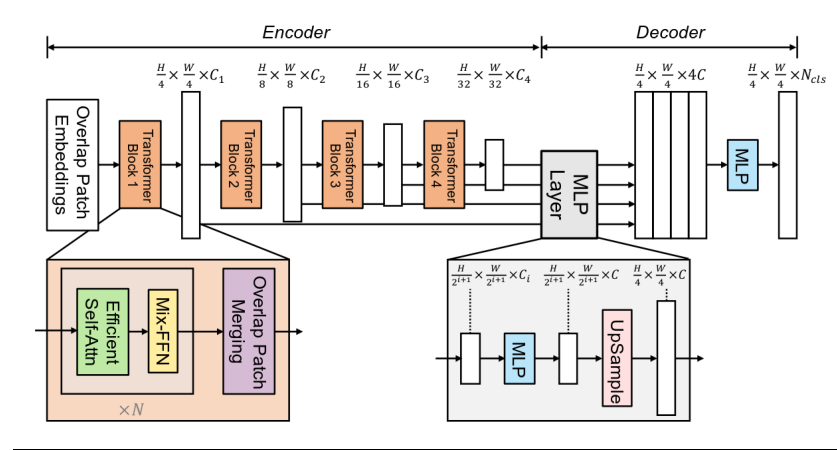 Encoder
Decoder
H/4 × W/4 × C₁
H/8 × W/8 × C₂
H/16 × W/16 × C₃
H/32 × W/32 × C₄
H/4 × W/4 × 4C
H/4 × W/4 × N_cls
Overlap Patch
Embeddings
Transformer
Block 1
Transformer
Block 2
Transformer
Block 3
Transformer
Block 4
MLP
Layer
MLP
Efficient
Self-Attn
Mix-FFN
Overlap Patch
Merging
×N
H/2^{i+1} × W/2^{i+1} × C_i
H/2^{i+1} × W/2^{i+1} × C
H/4 × W/4 × C
MLP
UpSample